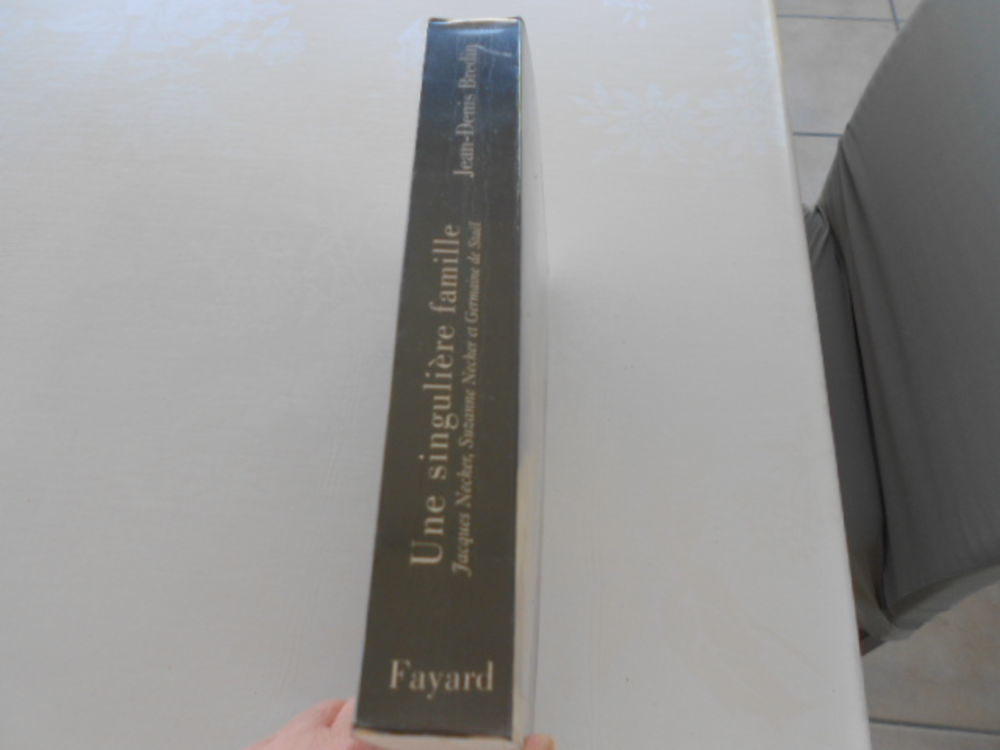 Jean-Denis Bredin
Une singulière famille
Jacques Necker, Suzanne Necker et Germaine de Staël
Fayard